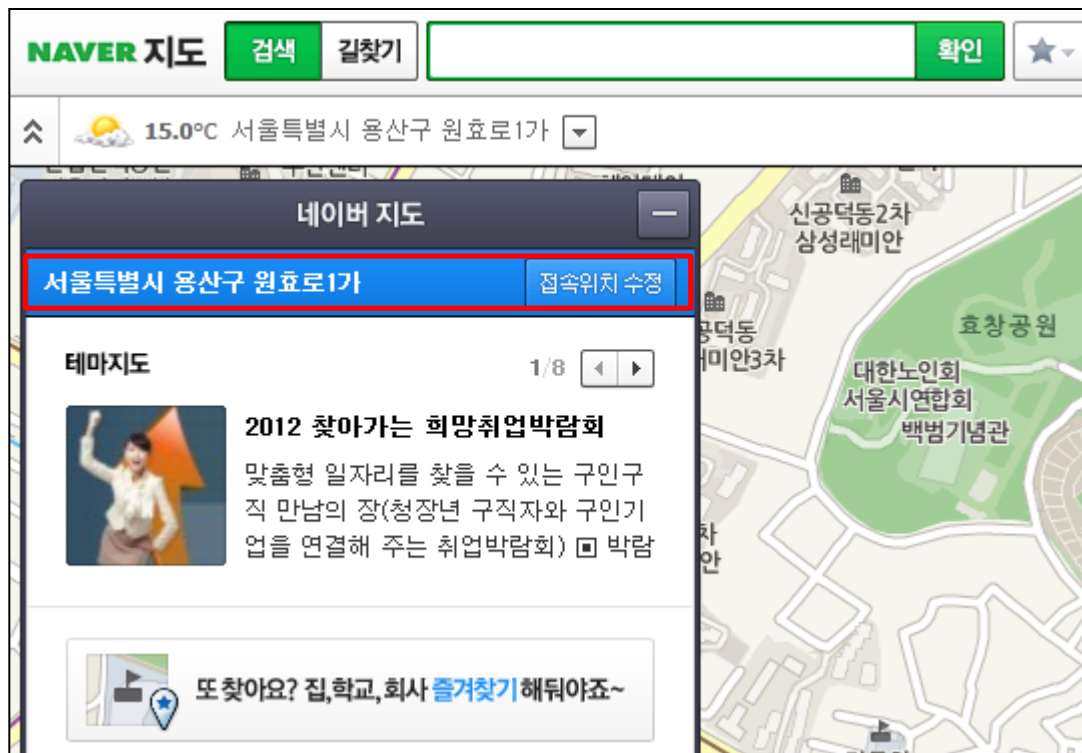 NAVER 지도 검색 길찾기 확인
15.0°C 서울특별시 용산구 원효로1가
네이버 지도
서울특별시 용산구 원효로1가 접속위치 수정
테마지도 1/8
2012 찾아가는 희망취업박람회
맞춤형 일자리를 찾을 수 있는 구인구
직 만남의 장(청장년 구직자와 구인기
업을 연결해 주는 취업박람회) ▣ 박람
또 찾아요? 집,학교,회사 즐겨찾기 해둬야죠~
신공덕동2차
삼성래미안
공덕동
래미안3차
효창공원
대한노인회
서울시연합회
백범기념관